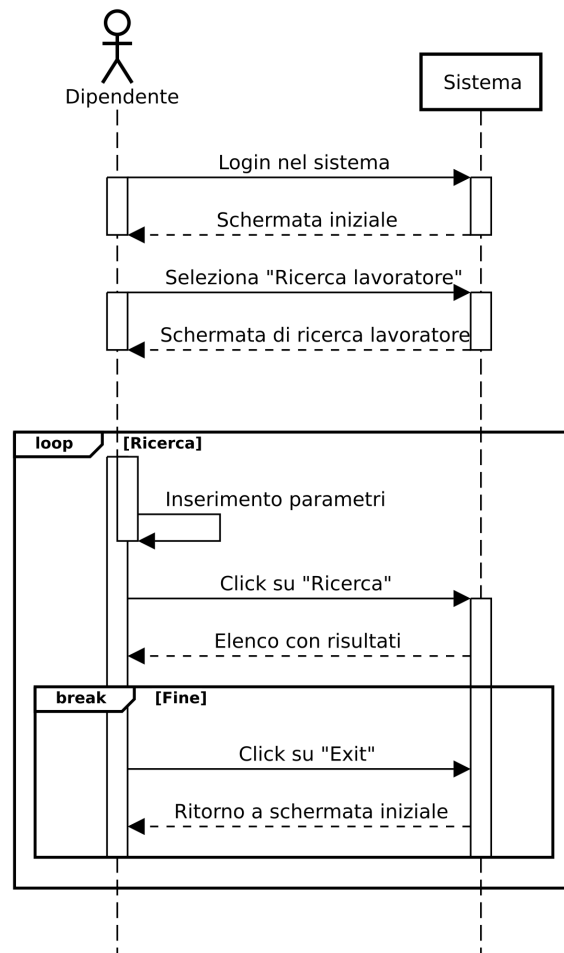 Dipendente
Sistema
Login nel sistema
Schermata iniziale
Seleziona "Ricerca lavoratore"
Schermata di ricerca lavoratore
loop [Ricerca]
Inserimento parametri
Click su "Ricerca"
Elenco con risultati
break [Fine]
Click su "Exit"
Ritorno a schermata iniziale